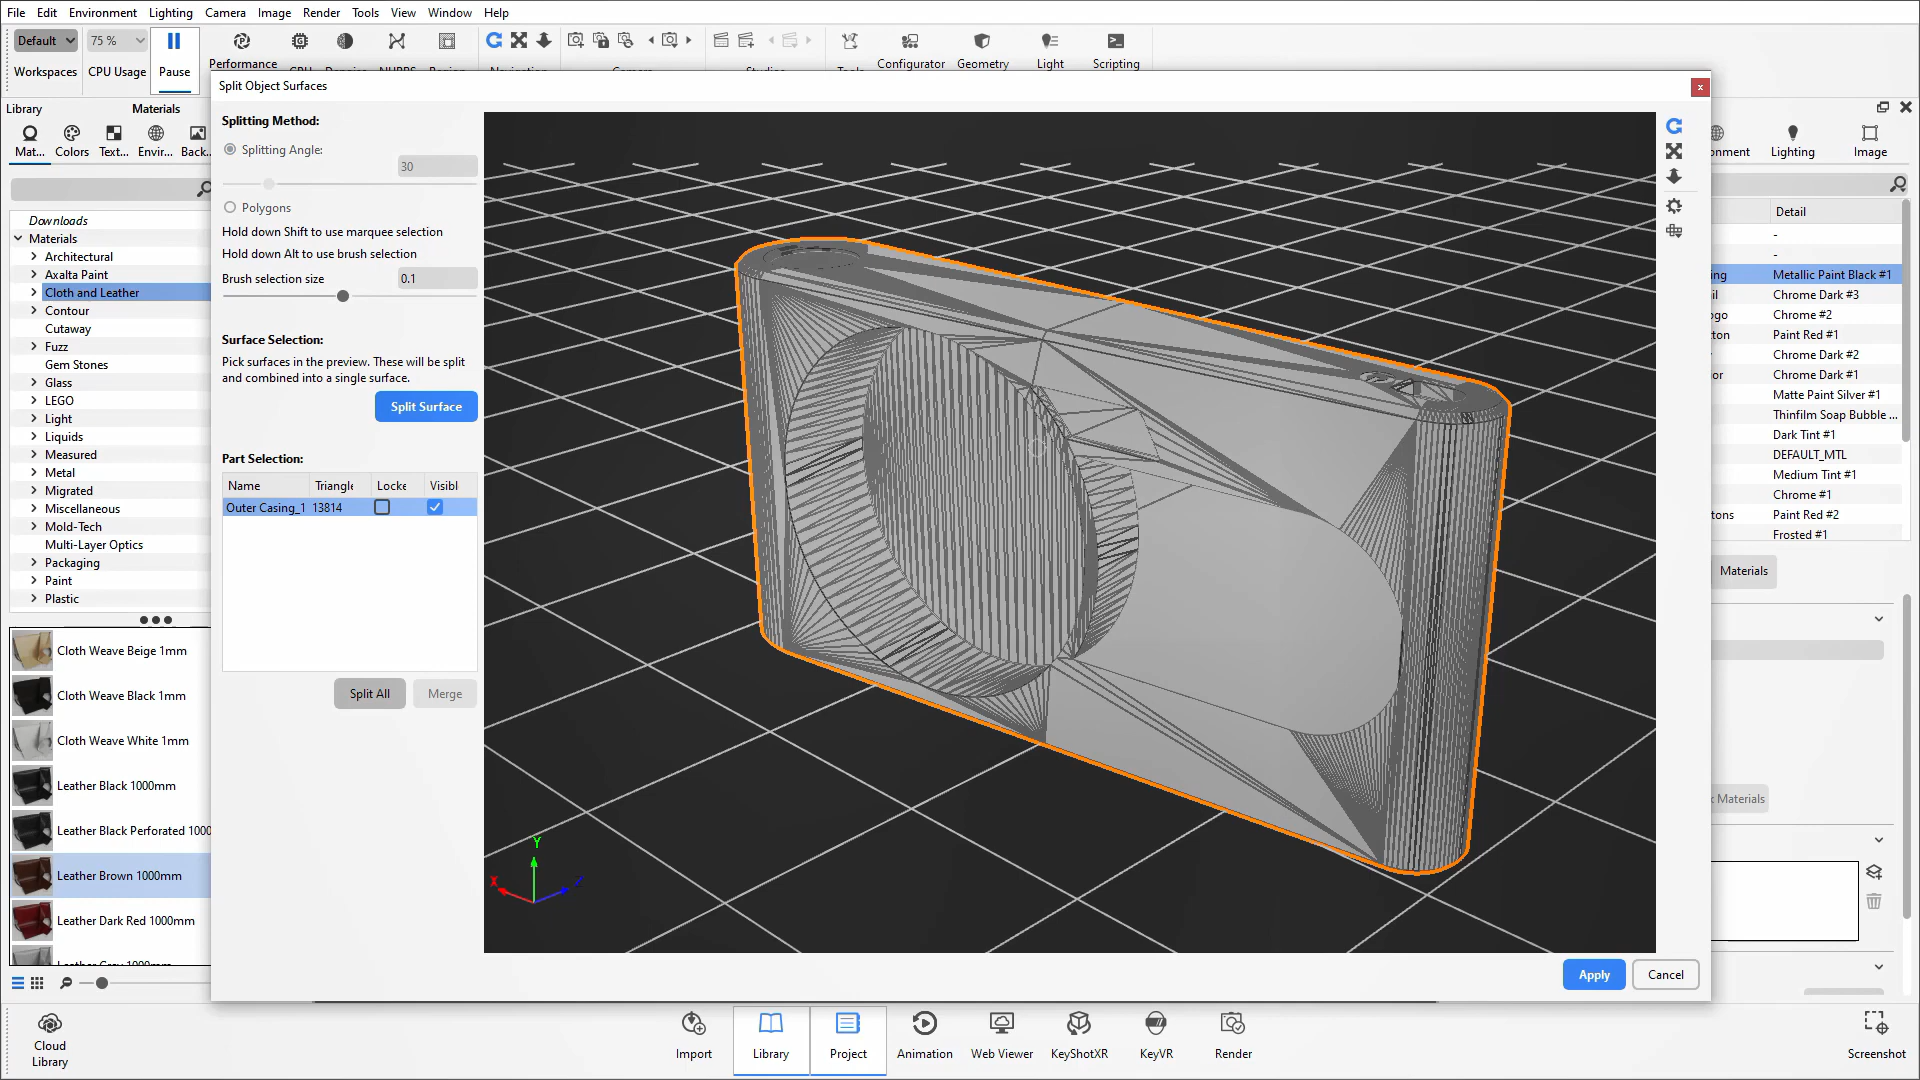 File Edit Environment Lighting Camera Image Render Tools View Window Help
Default 75 %
Workspaces CPU Usage Pause Performance Configurator Geometry Light Scripting
Split Object Surfaces x
Library Materials
Mat... Colors Text... Envir... Back...
Downloads
Materials
Architectural
Axalta Paint
Cloth and Leather
Contour
Cutaway
Fuzz
Gem Stones
Glass
LEGO
Light
Liquids
Measured
Metal
Migrated
Miscellaneous
Mold-Tech
Multi-Layer Optics
Packaging
Paint
Plastic
Cloth Weave Beige 1mm
Cloth Weave Black 1mm
Cloth Weave White 1mm
Leather Black 1000mm
Leather Black Perforated 1000
Leather Brown 1000mm
Leather Dark Red 1000mm
Splitting Method:
Splitting Angle:
30
Polygons
Hold down Shift to use marquee selection
Hold down Alt to use brush selection
Brush selection size 0.1
Surface Selection:
Pick surfaces in the preview. These will be split
and combined into a single surface.
Split Surface
Part Selection:
Name Triangle Locke Visibl
Outer Casing_1 13814
Split All Merge
Y
X
Z
Apply Cancel
nment Lighting Image
Detail
-
-
ing Metallic Paint Black #1
il Chrome Dark #3
ogo Chrome #2
ton Paint Red #1
Chrome Dark #2
or Chrome Dark #1
Matte Paint Silver #1
Thinfilm Soap Bubble ...
Dark Tint #1
DEFAULT_MTL
Medium Tint #1
Chrome #1
tons Paint Red #2
Frosted #1
Materials
k Materials
Cloud
Library
Import Library Project Animation Web Viewer KeyShotXR KeyVR Render
Screenshot